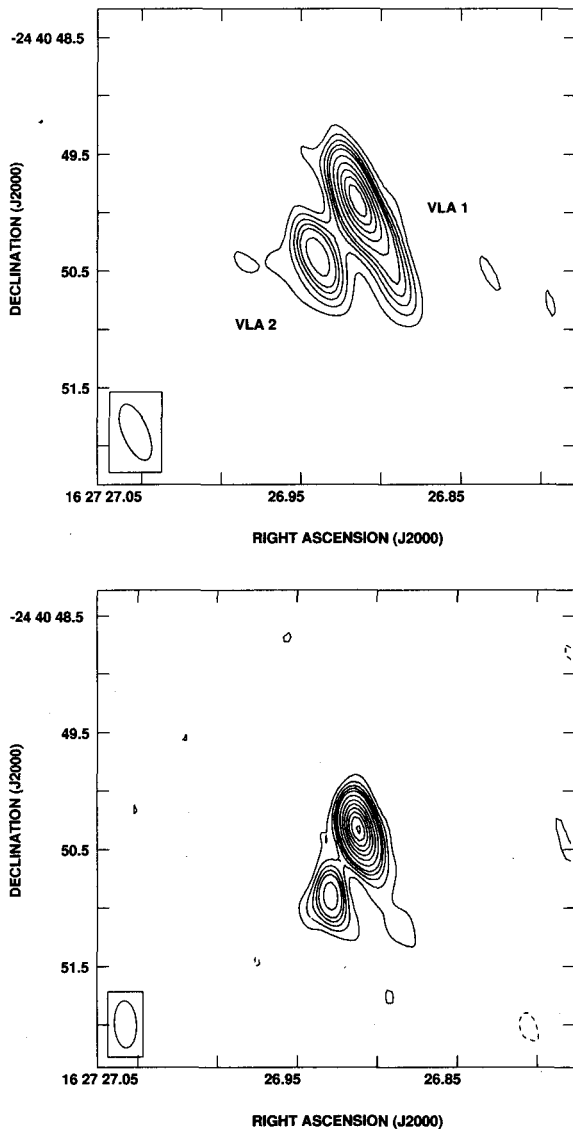 -24 40 48.5
49.5
50.5
51.5
DECLINATION (J2000)
VLA 1
VLA 2
16 27 27.05
26.95
26.85
RIGHT ASCENSION (J2000)
-24 40 48.5
49.5
50.5
51.5
DECLINATION (J2000)
16 27 27.05
26.95
26.85
RIGHT ASCENSION (J2000)